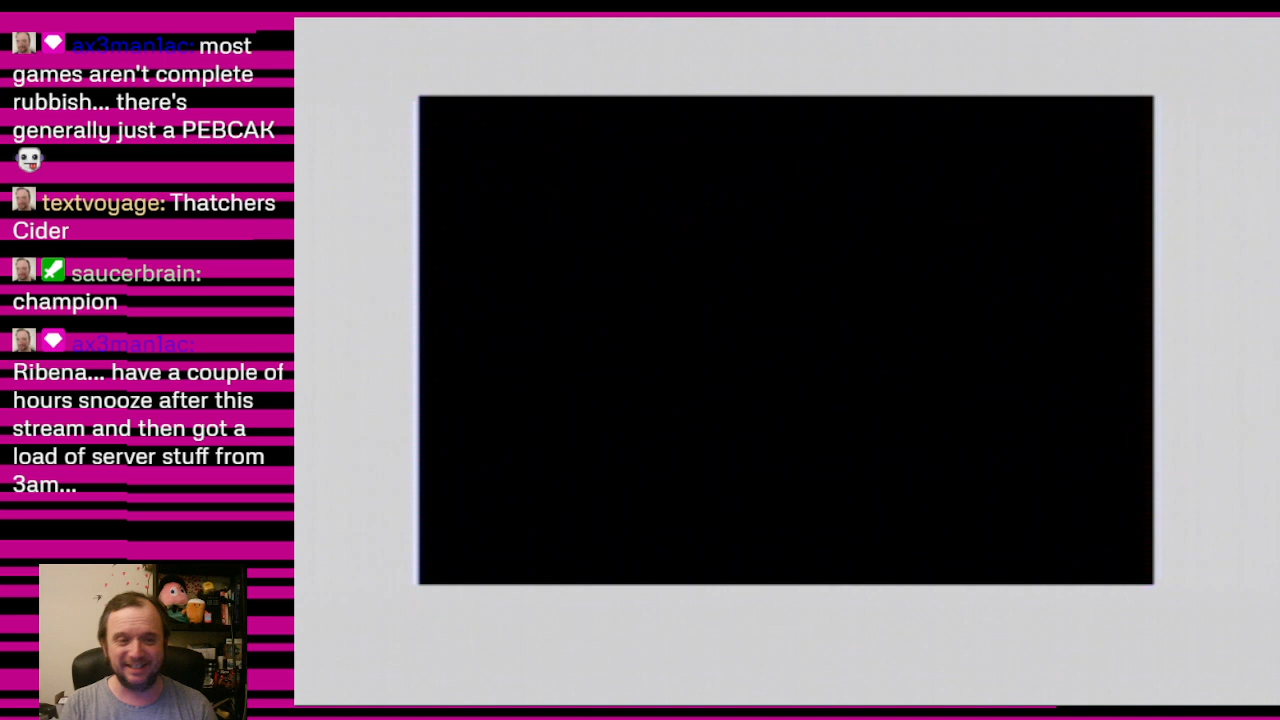 ax3man1ac: most
games aren't complete
rubbish... there's
generally just a PEBCAK
textvoyage: Thatchers
Cider
saucerbrain:
champion
ax3man1ac:
Ribena... have a couple of
hours snooze after this
stream and then got a
load of server stuff from
3am...